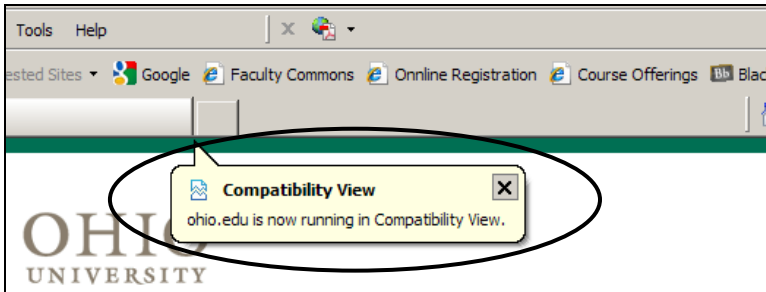 Tools Help
ested Sites Google Faculty Commons Onnline Registration Course Offerings Bb Blac
Compatibility View
ohio.edu is now running in Compatibility View.
OHIO
UNIVERSITY